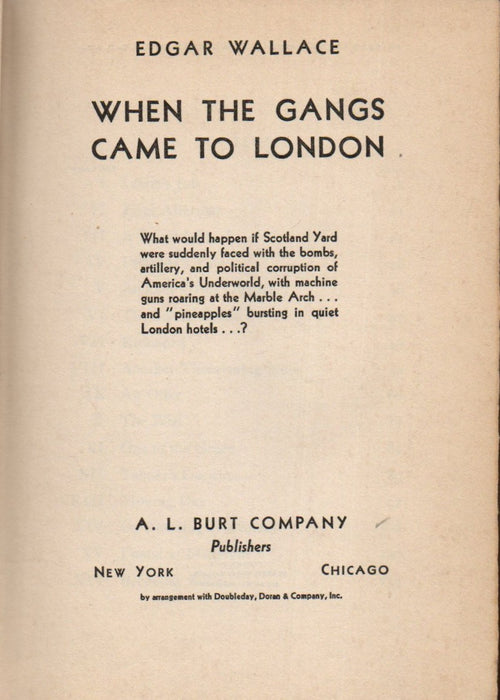 EDGAR WALLACE
WHEN THE GANGS
CAME TO LONDON
What would happen if Scotland Yard
were suddenly faced with the bombs,
artillery, and political corruption of
America's Underworld, with machine
guns roaring at the Marble Arch . . .
and "pineapples" bursting in quiet
London hotels . . .?
A. L. BURT COMPANY
Publishers
NEW YORK CHICAGO
by arrangement with Doubleday, Doran & Company, Inc.